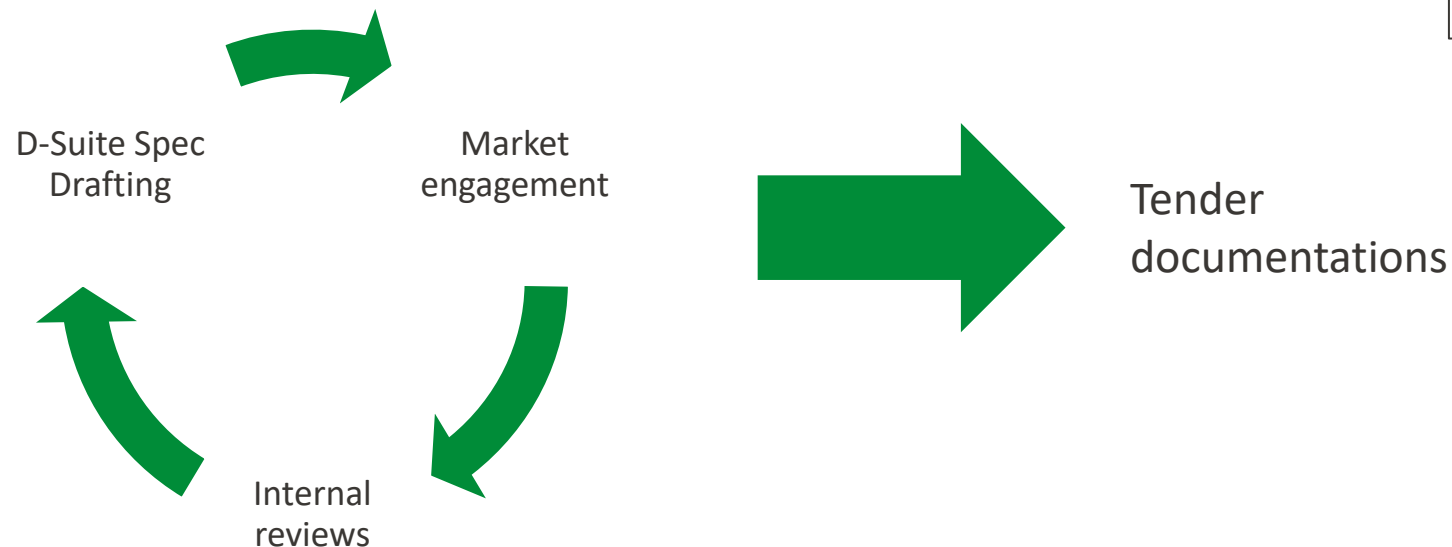 D-Suite Spec
Drafting
Market
engagement
Internal
reviews
Tender
documentations